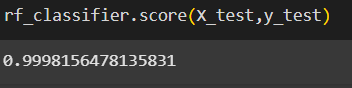 rf_classifier.score(X_test,y_test)
0.9998156478135831